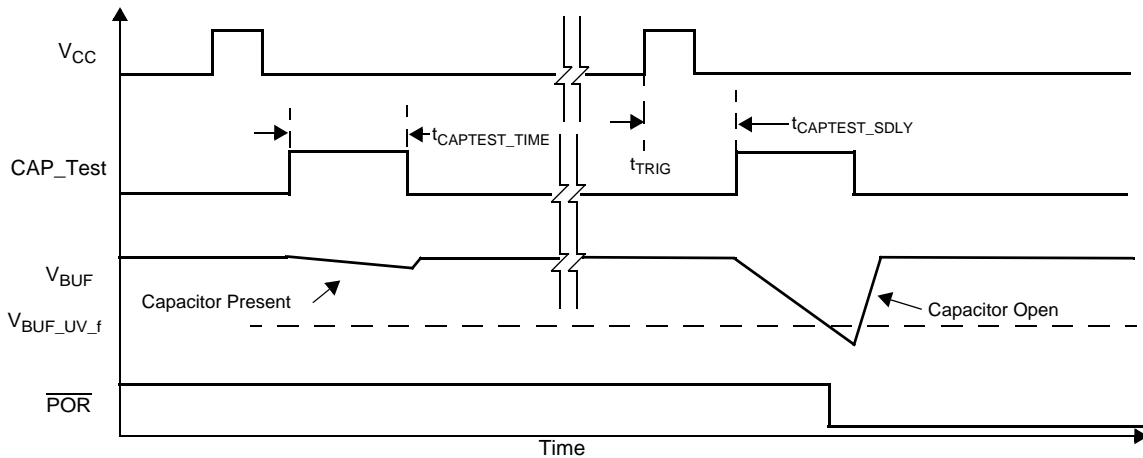 VCC
tCAPTEST_TIME
tCAPTEST_SDLY
CAP_Test
tTRIG
VBUF
Capacitor Present
Capacitor Open
VBUF_UV_f
POR
Time